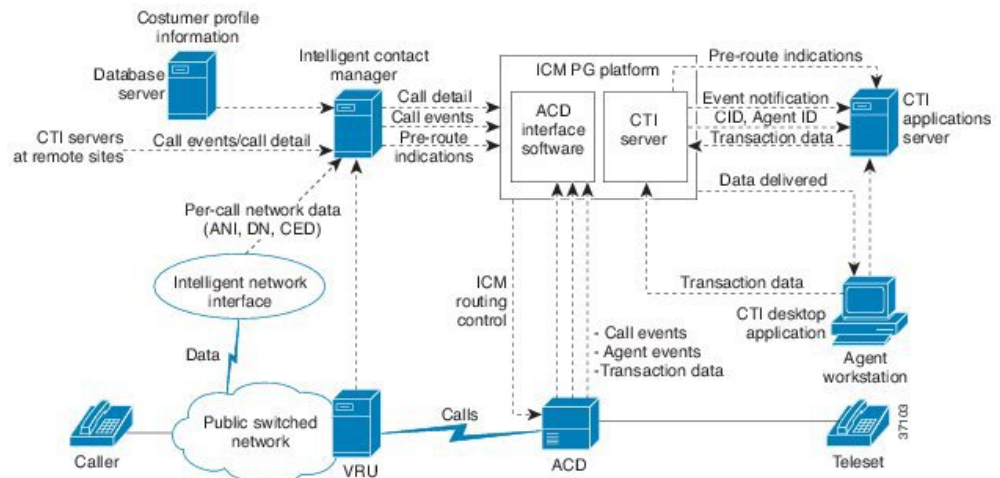 Costumer profile
information
Database
server
Intelligent contact
manager
CTI servers
at remote sites
Call events/call detail
Call detail
Call events
Pre-route
indications
ICM PG platform
ACD
interface
software
CTI
server
Pre-route indications
Event notification
CID, Agent ID
Transaction data
CTI
applications
server
Data delivered
Per-call network data
(ANI, DN, CED)
Intelligent network
interface
Data
ICM
routing
control
Transaction data
CTI desktop
application
Agent
workstation
- Call events
- Agent events
- Transaction data
Public switched
network
Calls
Caller
VRU
ACD
Teleset
37103